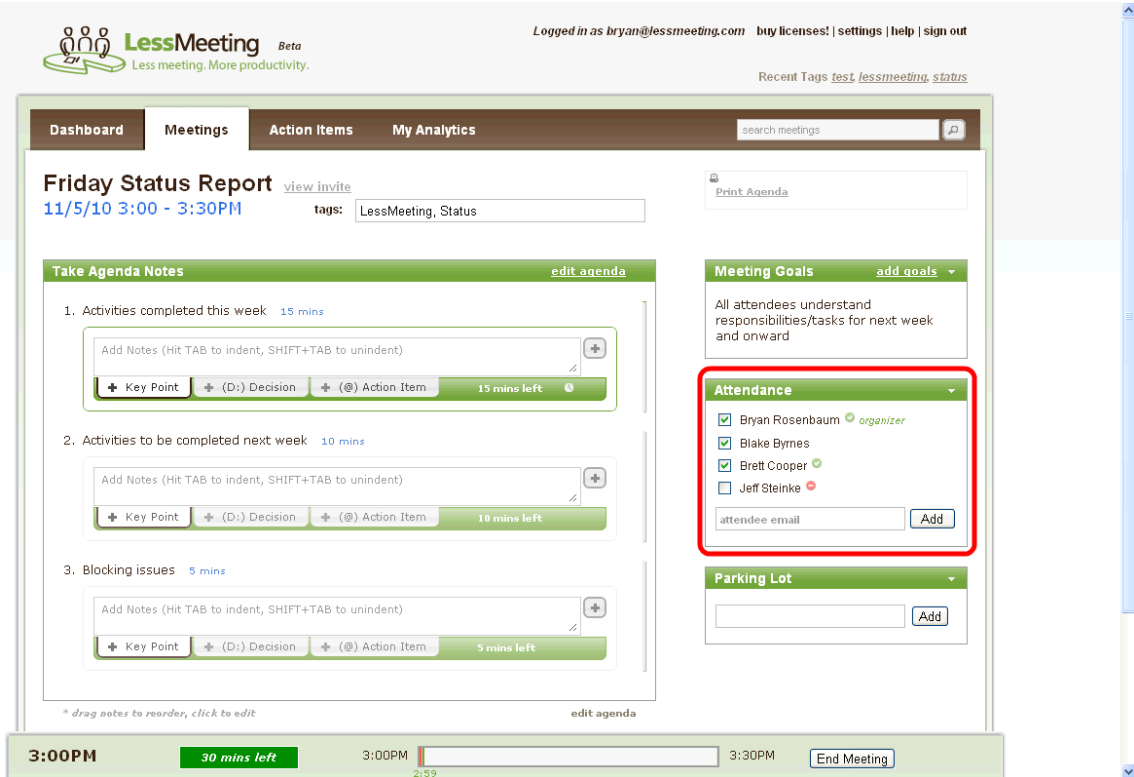 Logged in as bryan@lessmeeting.com buy licenses! | settings | help | sign out
LessMeeting Beta
Less meeting. More productivity.
Recent Tags test, lessmeeting, status
Dashboard Meetings Action Items My Analytics search meetings
Friday Status Report view invite
Print Agenda
11/5/10 3:00 - 3:30PM tags: LessMeeting, Status
Take Agenda Notes edit agenda
1. Activities completed this week 15 mins
Add Notes (Hit TAB to indent, SHIFT+TAB to unindent)
+ Key Point + (D:) Decision + (@) Action Item 15 mins left
2. Activities to be completed next week 10 mins
Add Notes (Hit TAB to indent, SHIFT+TAB to unindent)
+ Key Point + (D:) Decision + (@) Action Item 10 mins left
3. Blocking issues 5 mins
Add Notes (Hit TAB to indent, SHIFT+TAB to unindent)
+ Key Point + (D:) Decision + (@) Action Item 5 mins left
* drag notes to reorder, click to edit edit agenda
Meeting Goals add goals
All attendees understand
responsibilities/tasks for next week
and onward
Attendance
Bryan Rosenbaum organizer
Blake Byrnes
Brett Cooper
Jeff Steinke
attendee email Add
Parking Lot
Add
3:00PM 30 mins left 3:00PM 3:30PM End Meeting
2:59